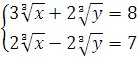 3∛x + 2∛y = 8
2∛x − 2∛y = 7